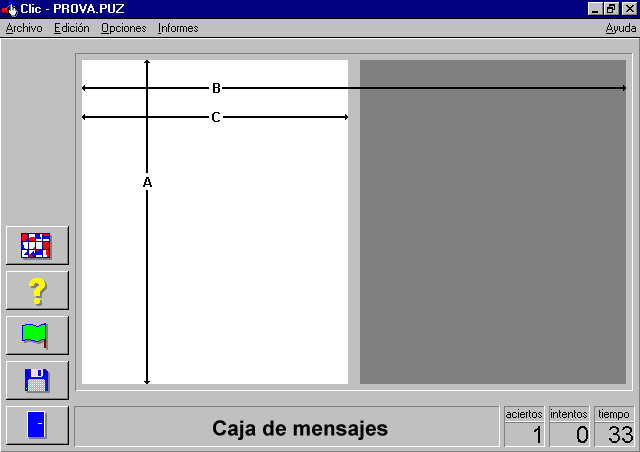 Clic - PROVA.PUZ
Archivo Edición Opciones Informes Ayuda
B
C
A
?
Caja de mensajes
aciertos intentos tiempo
1 0 33